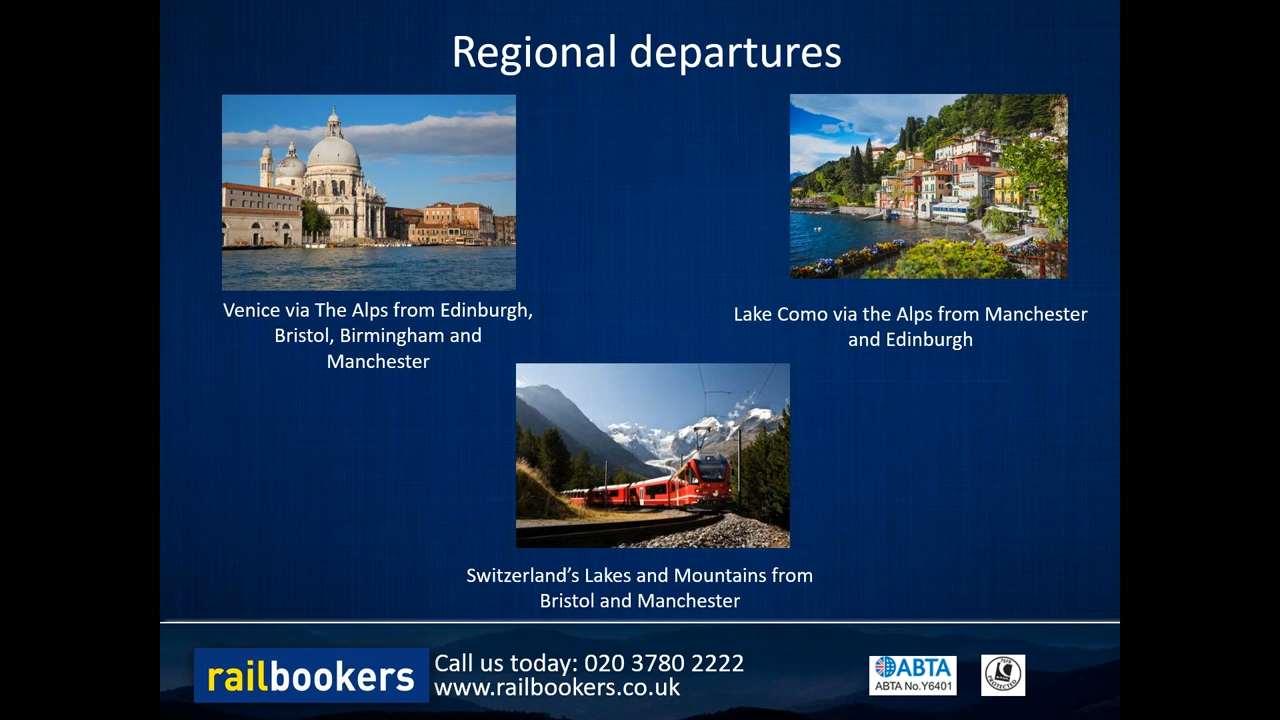 Regional departures
Venice via The Alps from Edinburgh,
Bristol, Birmingham and
Manchester
Lake Como via the Alps from Manchester
and Edinburgh
Switzerland’s Lakes and Mountains from
Bristol and Manchester
railbookers
Call us today: 020 3780 2222
www.railbookers.co.uk
ABTA
ABTA No.Y6401
PROTECTED